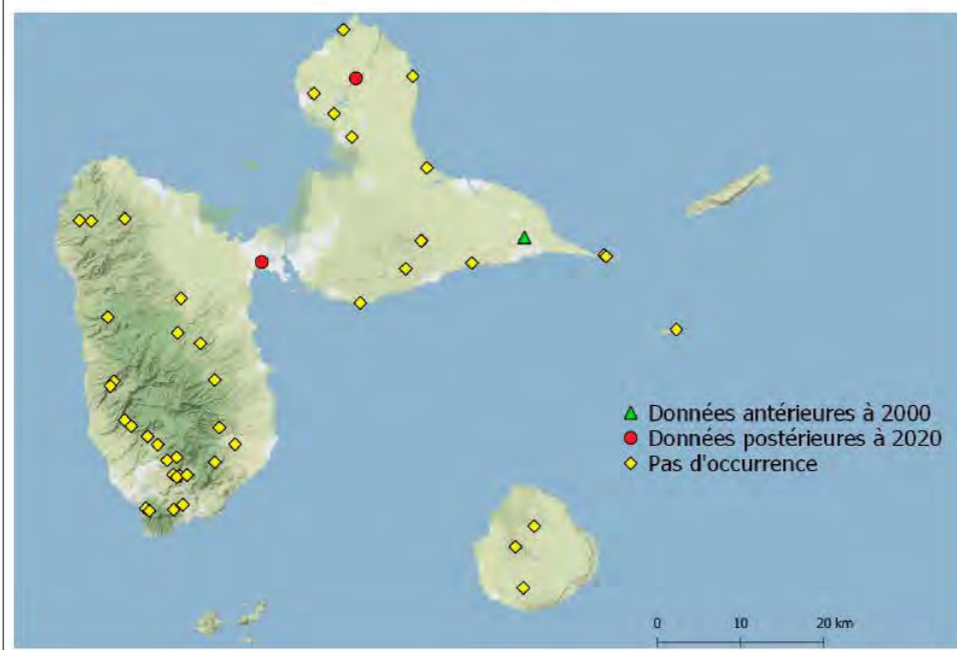 Données antérieures à 2000
Données postérieures à 2020
Pas d'occurrence
0 10 20 km